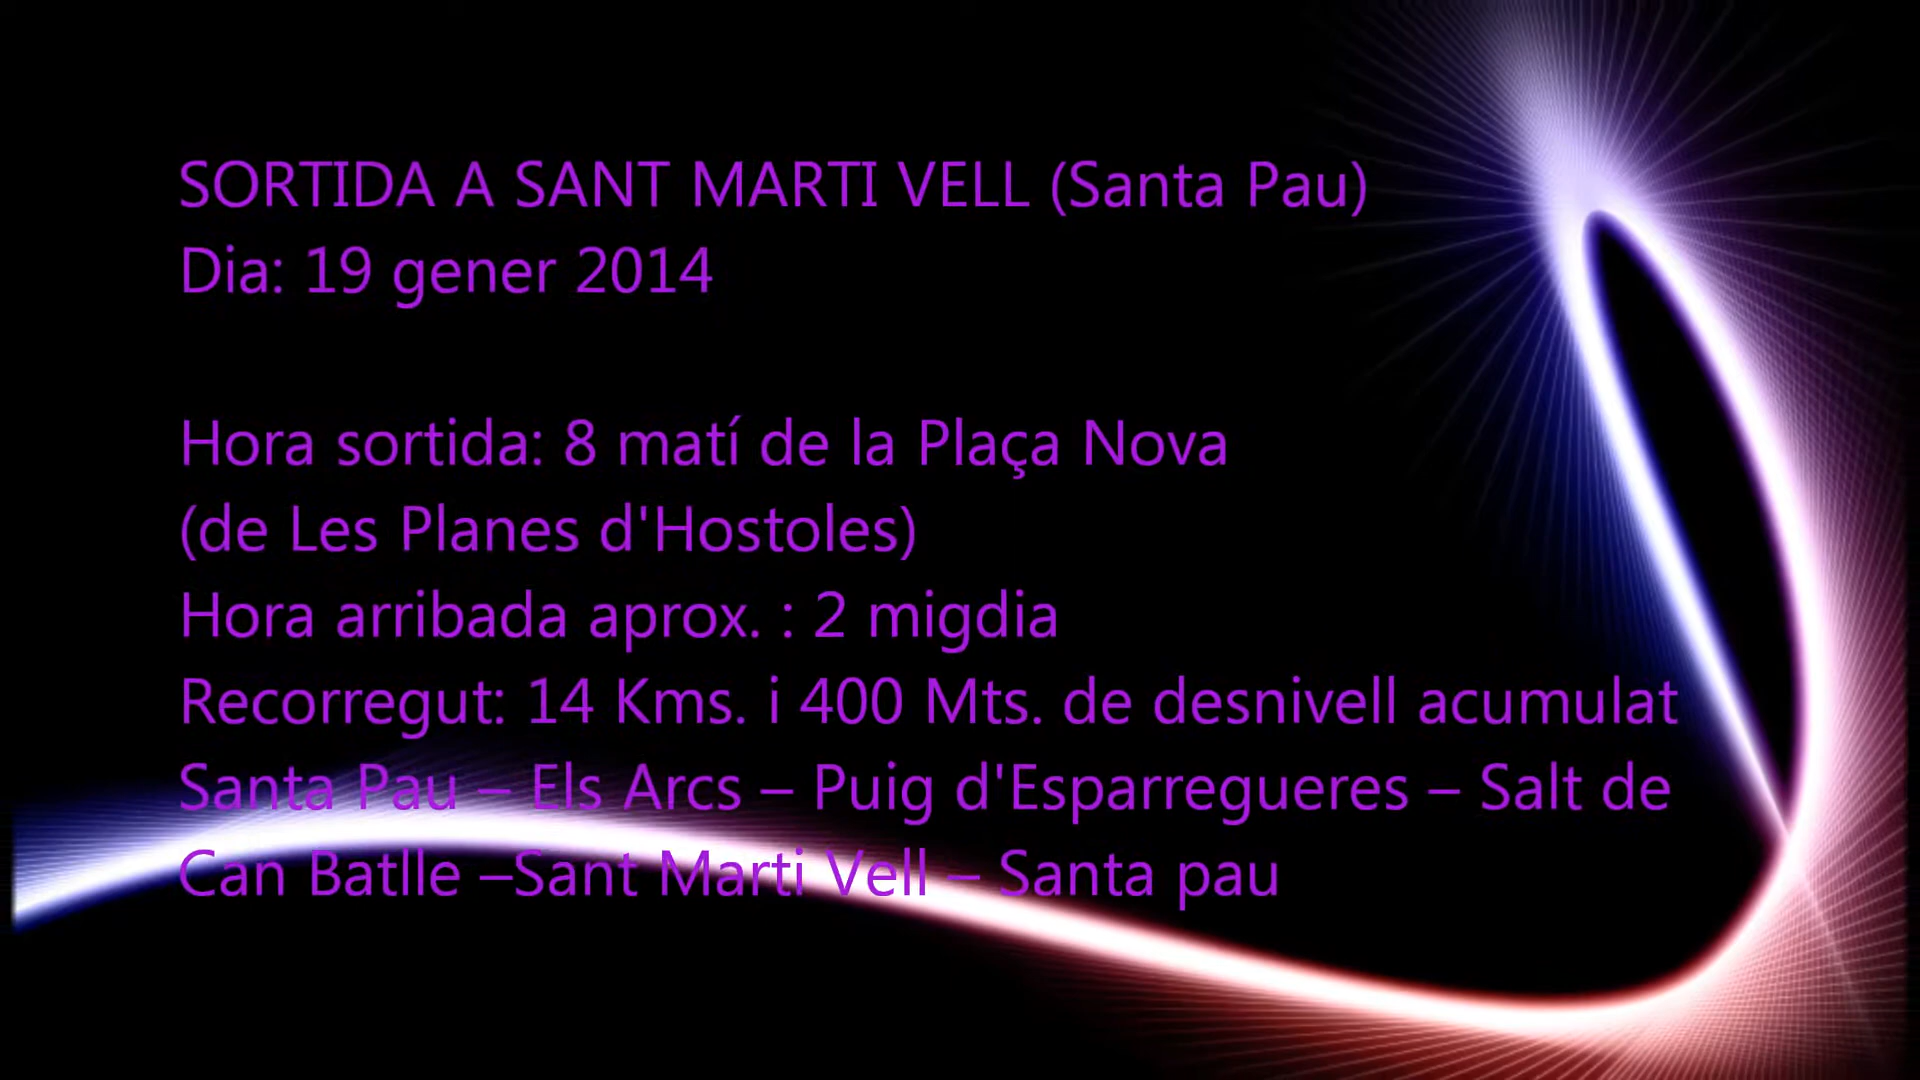 SORTIDA A SANT MARTI VELL (Santa Pau)
Dia: 19 gener 2014
Hora sortida: 8 matí de la Plaça Nova
(de Les Planes d'Hostoles)
Hora arribada aprox. : 2 migdia
Recorregut: 14 Kms. i 400 Mts. de desnivell acumulat
Santa Pau – Els Arcs – Puig d'Esparregueres – Salt de
Can Batlle –Sant Marti Vell – Santa pau